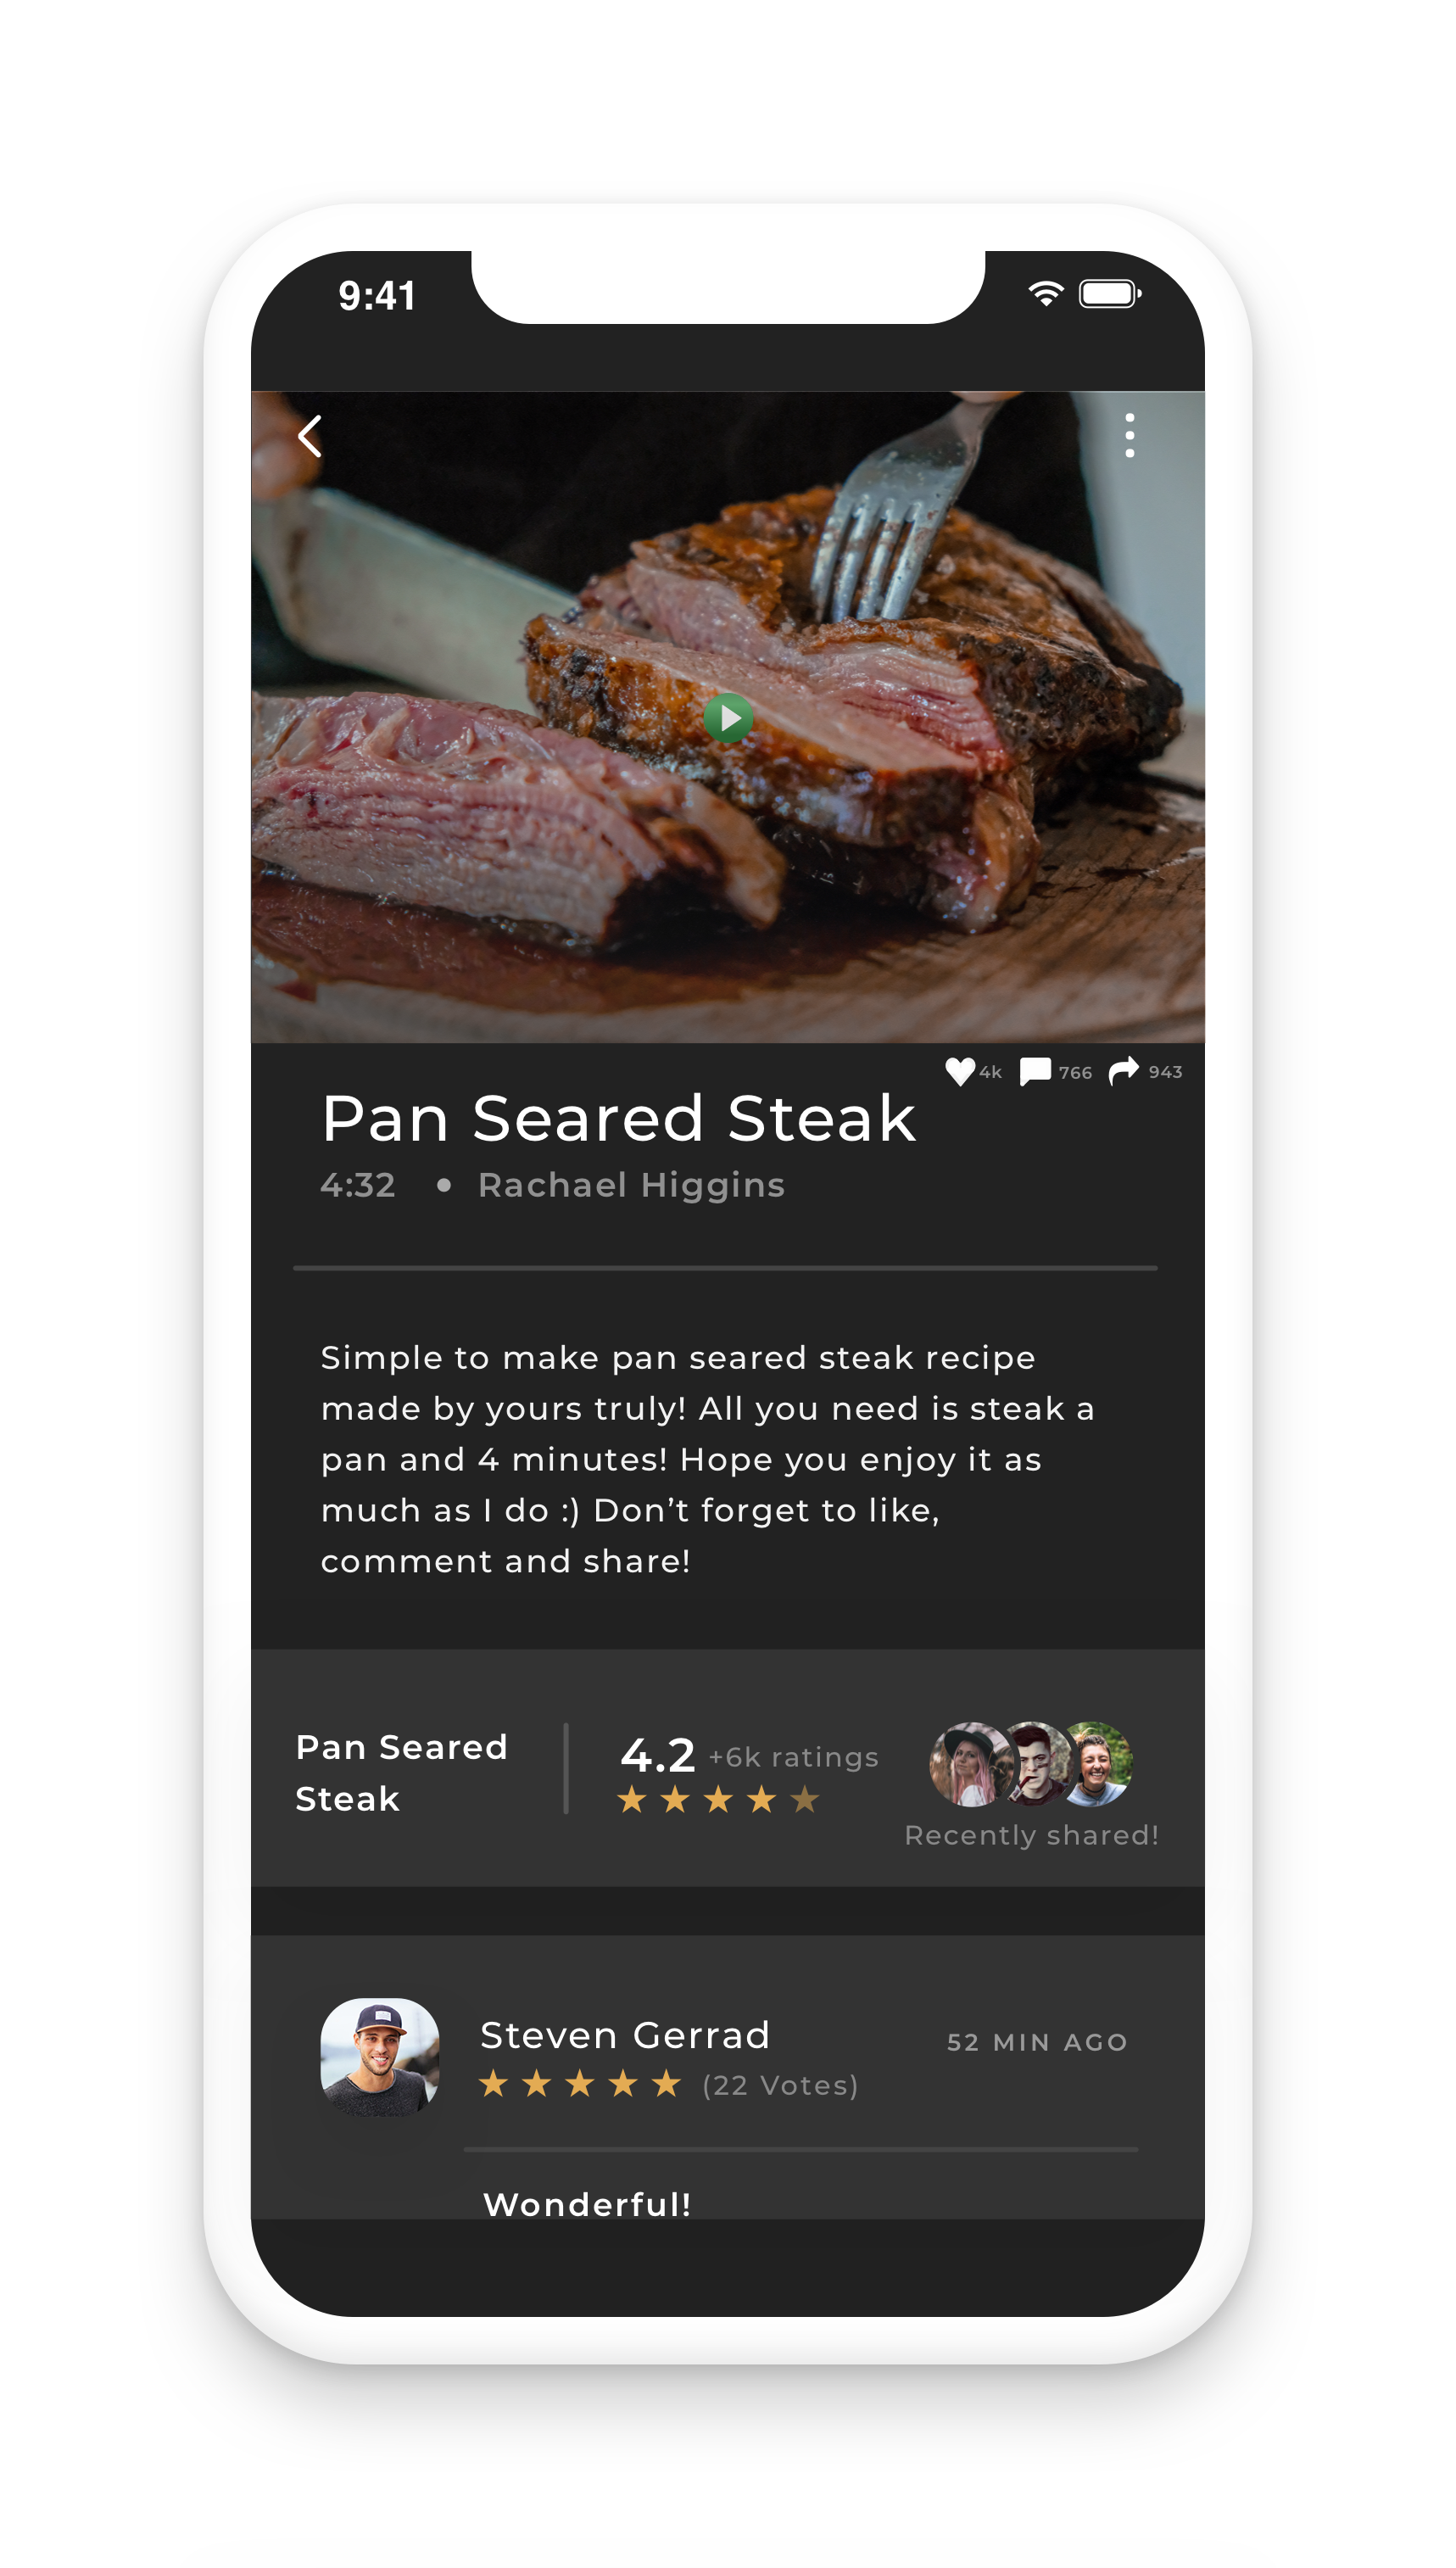 9:41
4k 766 943
Pan Seared Steak
4:32 • Rachael Higgins
Simple to make pan seared steak recipe
made by yours truly! All you need is steak a
pan and 4 minutes! Hope you enjoy it as
much as I do :) Don’t forget to like,
comment and share!
Pan Seared
Steak
4.2 +6k ratings
Recently shared!
Steven Gerrad
52 MIN AGO
(22 Votes)
Wonderful!